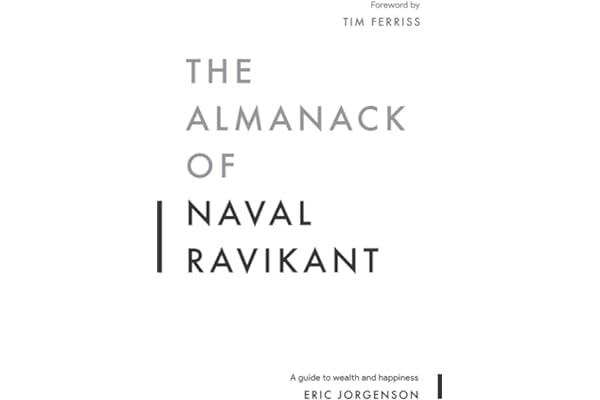 Foreword by
TIM FERRISS
THE
ALMANACK
OF
NAVAL
RAVIKANT
A guide to wealth and happiness
ERIC JORGENSON